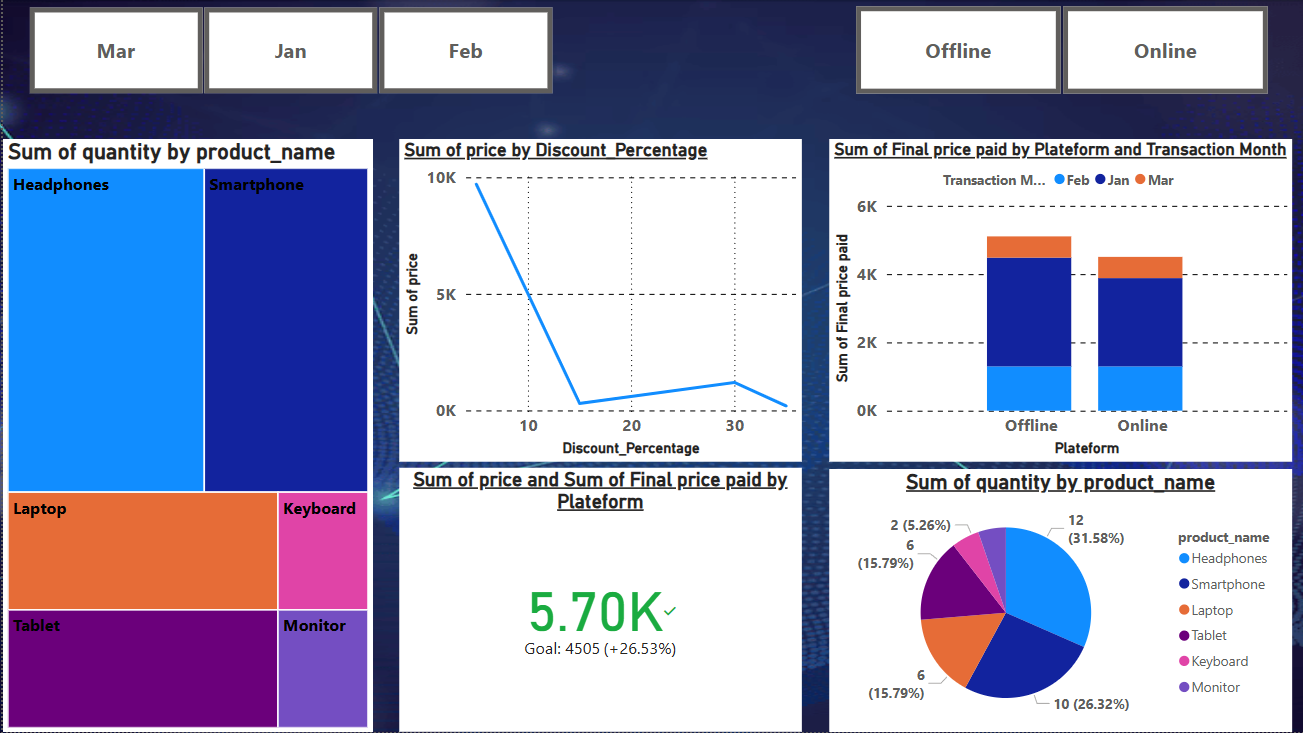 Mar
Jan
Feb
Offline
Online
Sum of quantity by product_name
Headphones
Smartphone
Laptop
Keyboard
Tablet
Monitor
Sum of price by Discount_Percentage
10K
5K
0K
Sum of price
10
20
30
Discount_Percentage
Sum of Final price paid by Plateform and Transaction Month
Transaction M... Feb Jan Mar
6K
4K
2K
0K
Sum of Final price paid
Offline
Online
Plateform
Sum of price and Sum of Final price paid by
Plateform
5.70K
Goal: 4505 (+26.53%)
Sum of quantity by product_name
12
(31.58%)
10 (26.32%)
6
(15.79%)
6
(15.79%)
2 (5.26%)
product_name
Headphones
Smartphone
Laptop
Tablet
Keyboard
Monitor